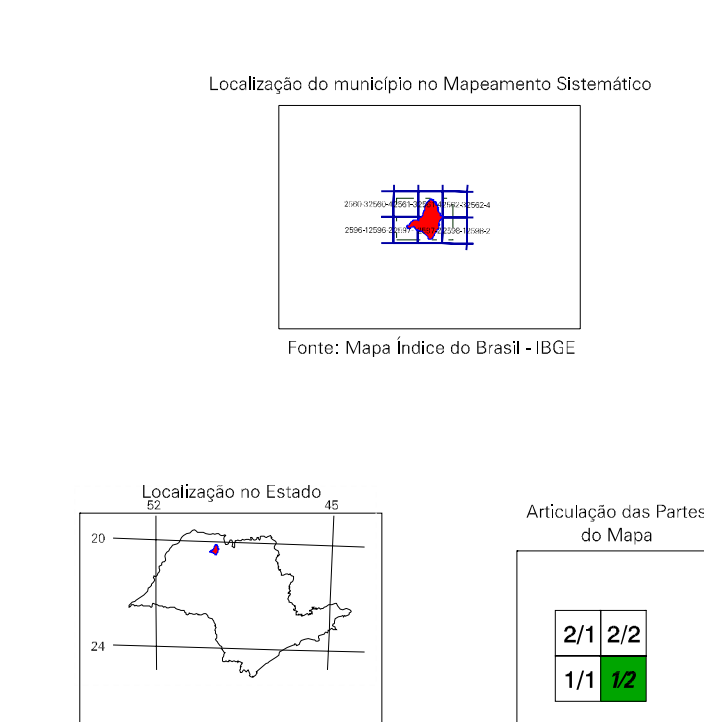 Localização do município no Mapeamento Sistemático
Fonte: Mapa Índice do Brasil - IBGE
Localização no Estado
52 45
20
24
Articulação das Partes
do Mapa
2/1 2/2
1/1 1/2